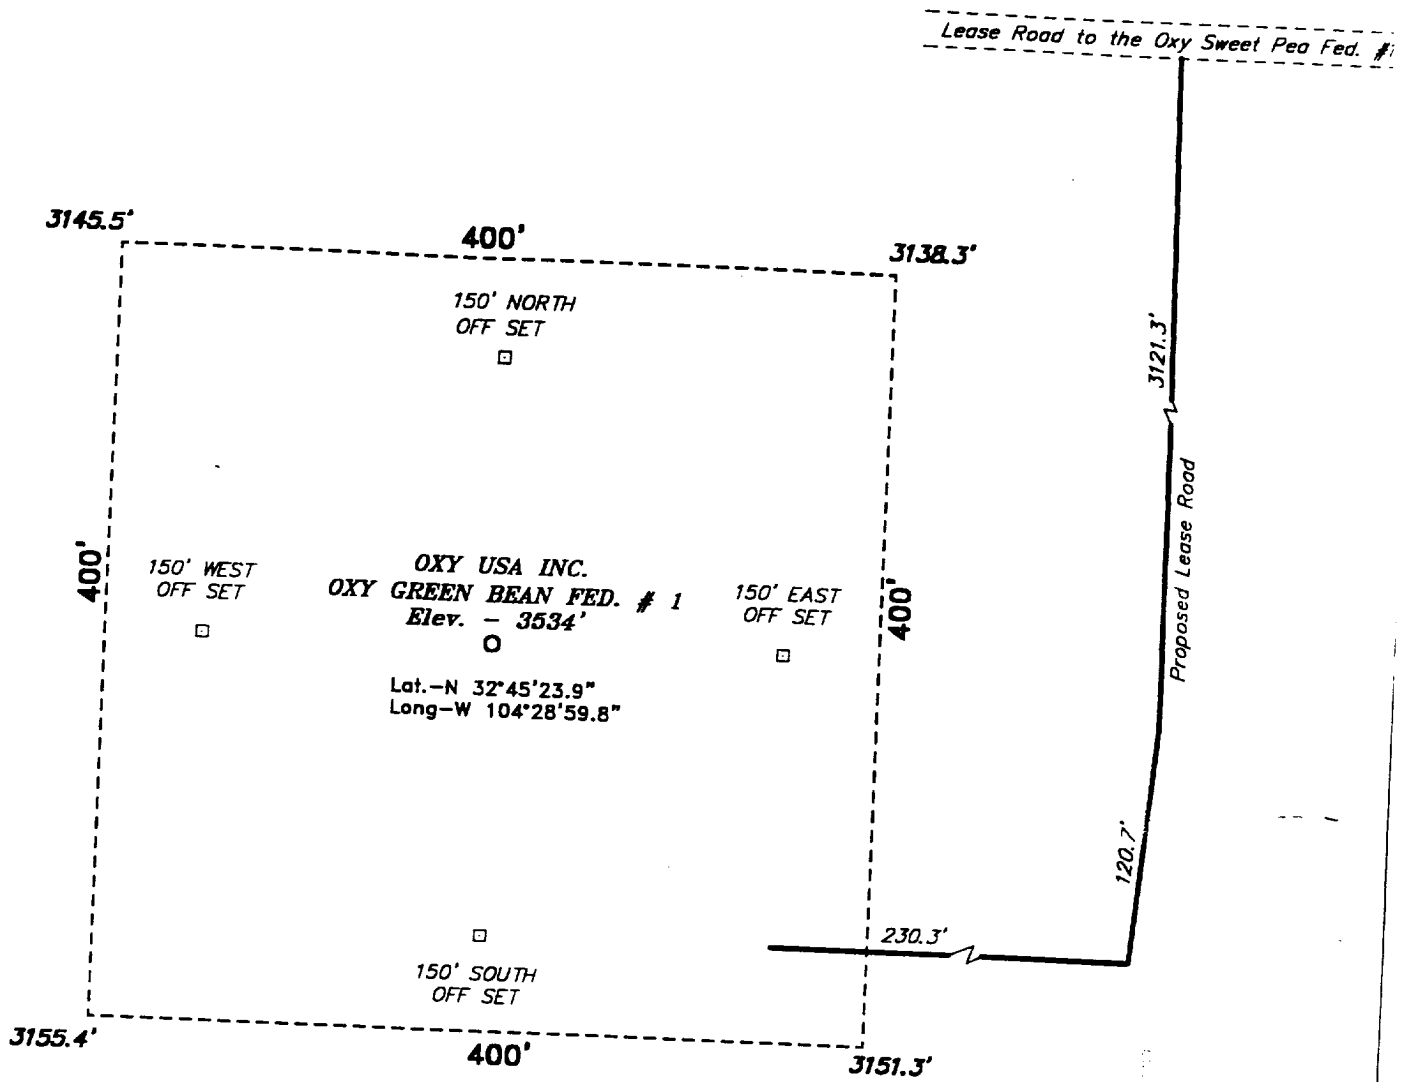 Lease Road to the Oxy Sweet Pea Fed. #1
3145.5'
400'
3138.3'
150' NORTH
OFF SET
3121.3'
400'
150' WEST
OFF SET
OXY USA INC.
OXY GREEN BEAN FED. # 1
Elev. - 3534'
150' EAST
OFF SET
400'
Proposed Lease Road
Lat.-N 32°45'23.9"
Long-W 104°28'59.8"
120.7'
230.3'
150' SOUTH
OFF SET
3155.4'
400'
3151.3'